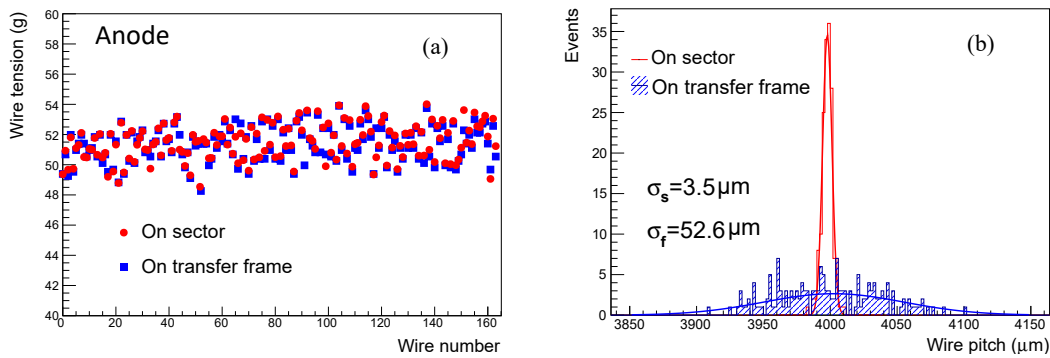 Anode
(a)
Wire tension (g)
60
58
56
54
52
50
48
46
44
42
40
On sector
On transfer frame
0 20 40 60 80 100 120 140 160
Wire number
(b)
Events
35
30
25
20
15
10
5
0
On sector
On transfer frame
σs=3.5μm
σf=52.6μm
3850 3900 3950 4000 4050 4100 4150
Wire pitch (μm)